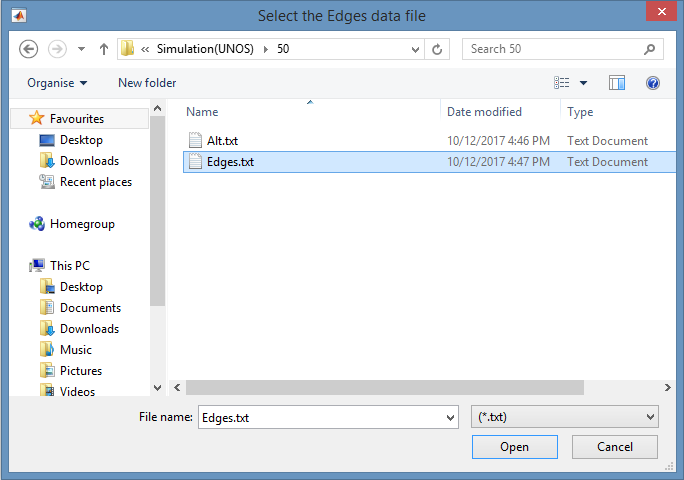 Select the Edges data file
« Simulation(UNOS) 50 Search 50
Organise New folder
Name Date modified Type
Alt.txt 10/12/2017 4:46 PM Text Document
Edges.txt 10/12/2017 4:47 PM Text Document
Favourites
Desktop
Downloads
Recent places
Homegroup
This PC
Desktop
Documents
Downloads
Music
Pictures
Videos
File name: Edges.txt (*.txt)
Open Cancel